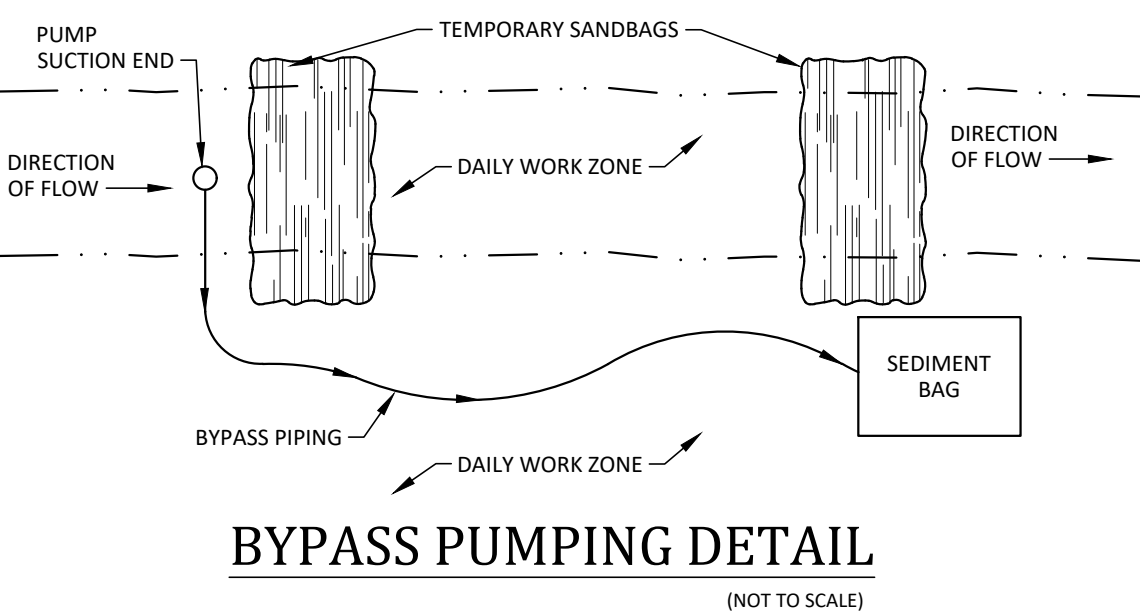 PUMP
SUCTION END
TEMPORARY SANDBAGS
DIRECTION
OF FLOW
DAILY WORK ZONE
DIRECTION
OF FLOW
SEDIMENT
BAG
BYPASS PIPING
DAILY WORK ZONE
BYPASS PUMPING DETAIL
(NOT TO SCALE)